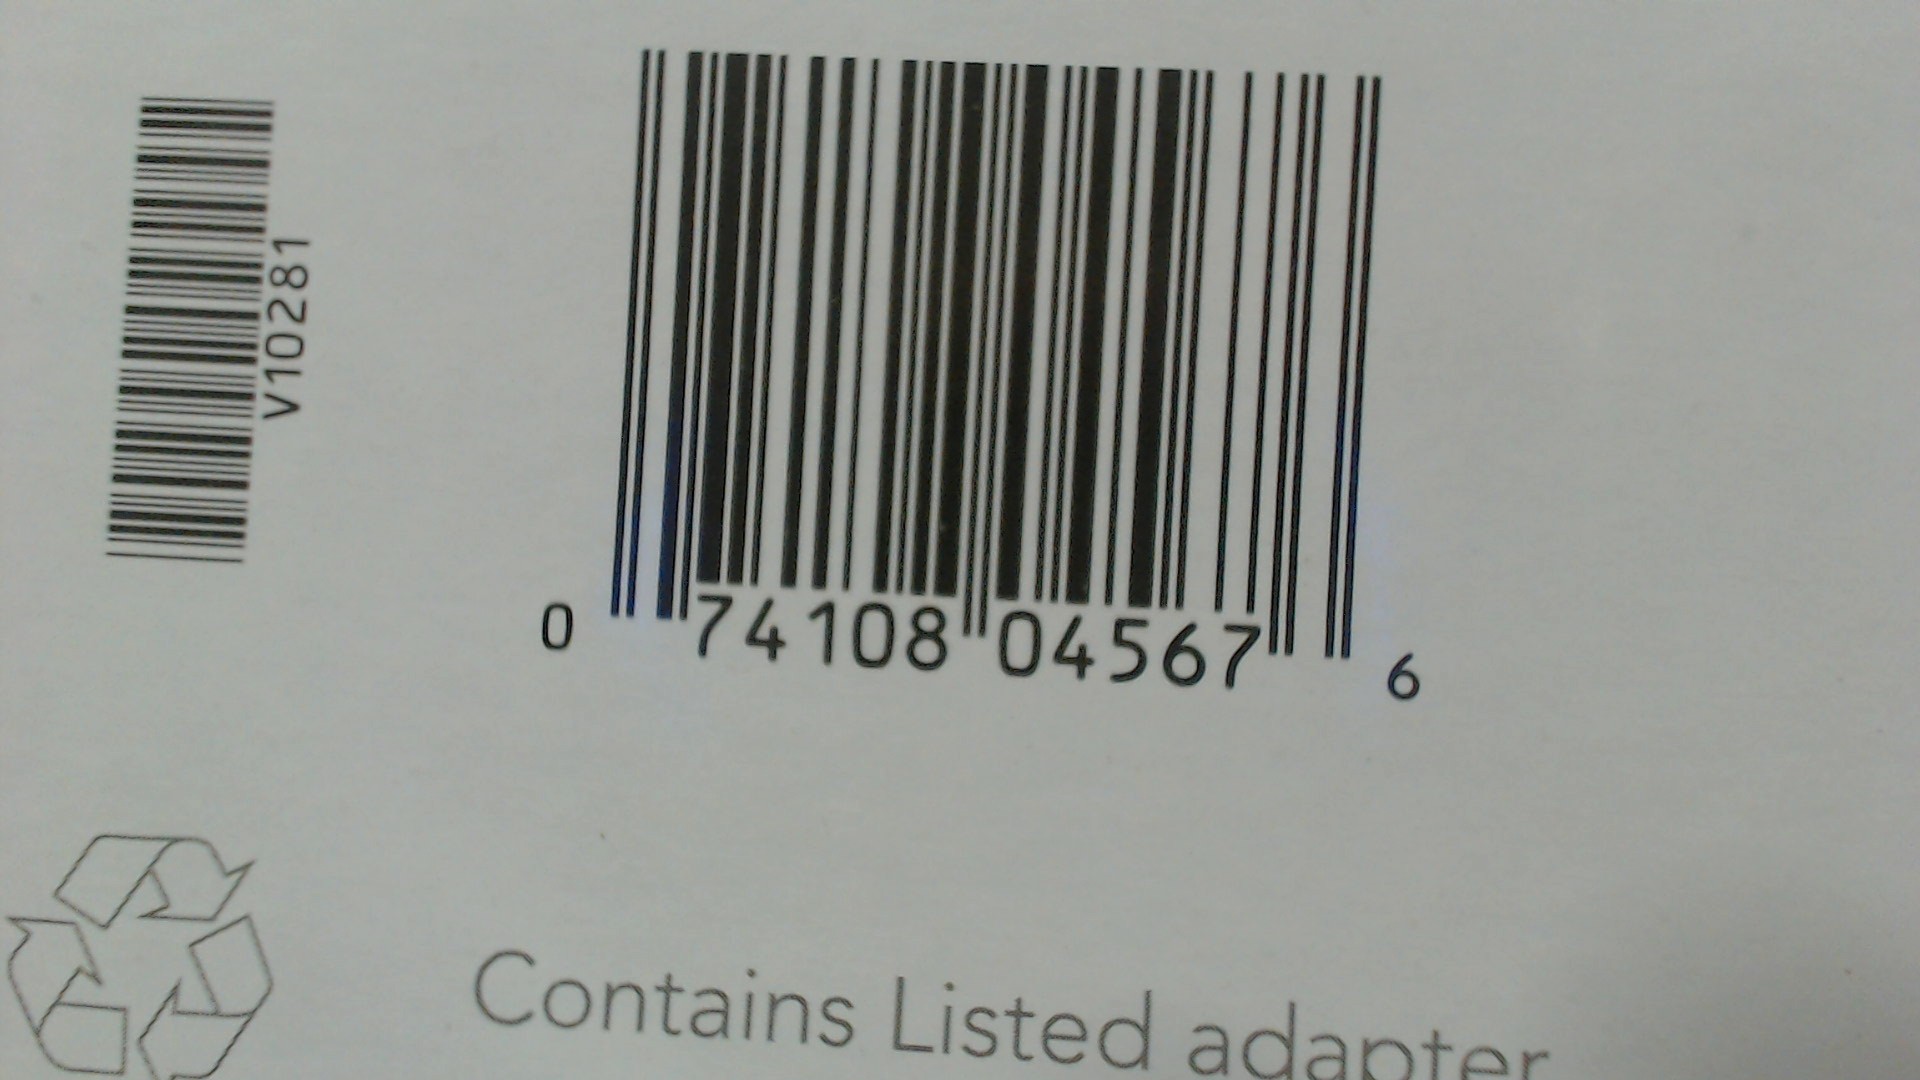 V10281
0 74108 04567 6
Contains Listed adapter